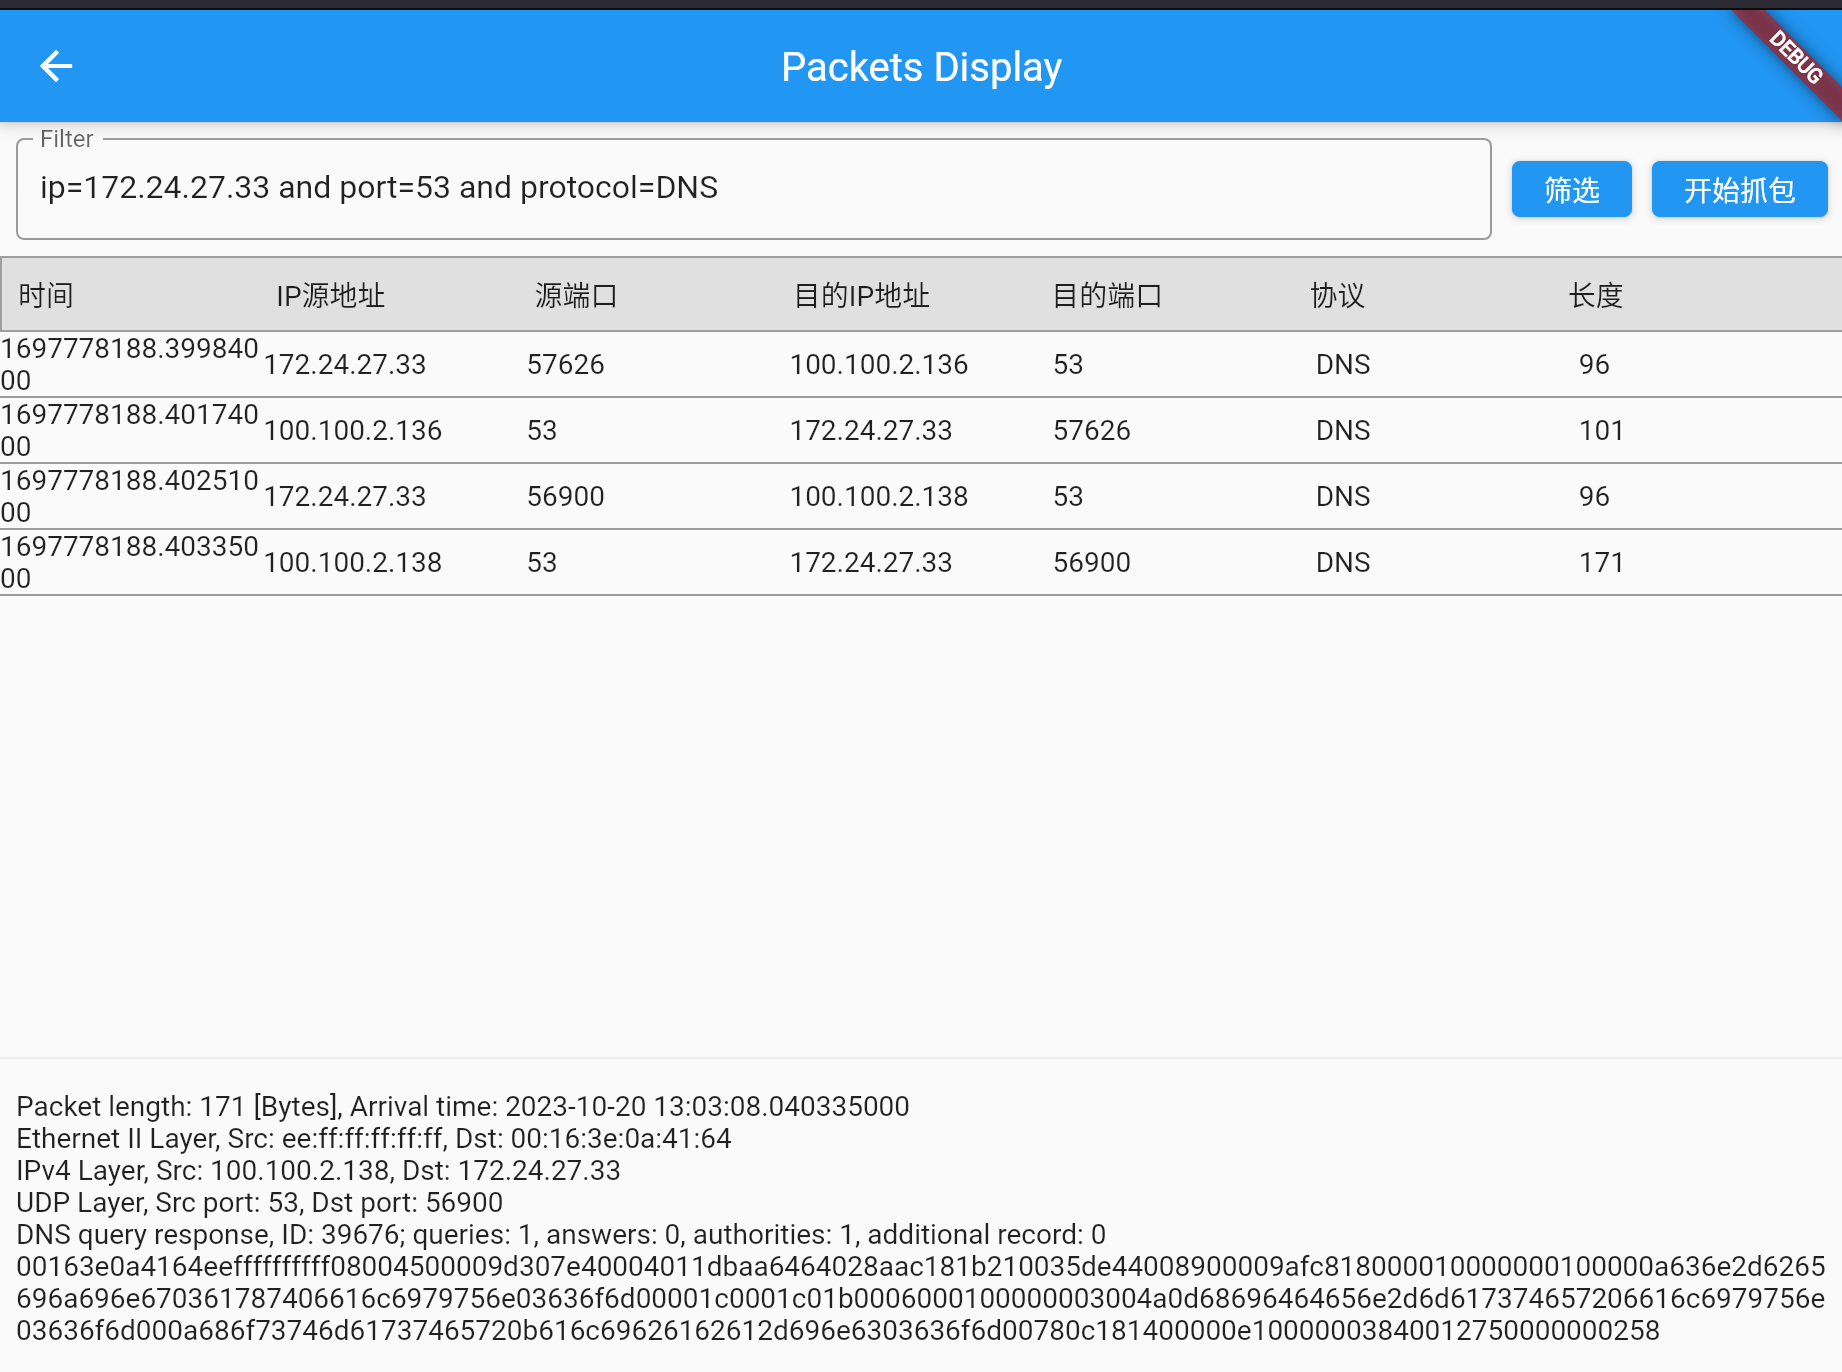 Packets Display
DEBUG
Filter
ip=172.24.27.33 and port=53 and protocol=DNS
筛选
开始抓包
时间 IP源地址 源端口 目的IP地址 目的端口 协议 长度
1697778188.39984000 172.24.27.33 57626 100.100.2.136 53 DNS 96
1697778188.40174000 100.100.2.136 53 172.24.27.33 57626 DNS 101
1697778188.40251000 172.24.27.33 56900 100.100.2.138 53 DNS 96
1697778188.40335000 100.100.2.138 53 172.24.27.33 56900 DNS 171
Packet length: 171 [Bytes], Arrival time: 2023-10-20 13:03:08.040335000
Ethernet II Layer, Src: ee:ff:ff:ff:ff:ff, Dst: 00:16:3e:0a:41:64
IPv4 Layer, Src: 100.100.2.138, Dst: 172.24.27.33
UDP Layer, Src port: 53, Dst port: 56900
DNS query response, ID: 39676; queries: 1, answers: 0, authorities: 1, additional record: 0
00163e0a4164eeffffffffff08004500009d307e40004011dbaa6464028aac181b210035de44008900009afc818000010000000100000a636e2d6265
696a696e670361787406616c6979756e03636f6d00001c0001c01b0006000100000003004a0d68696464656e2d6d617374657206616c6979756e
03636f6d000a686f73746d61737465720b616c69626162612d696e6303636f6d00780c181400000e10000003840012750000000258